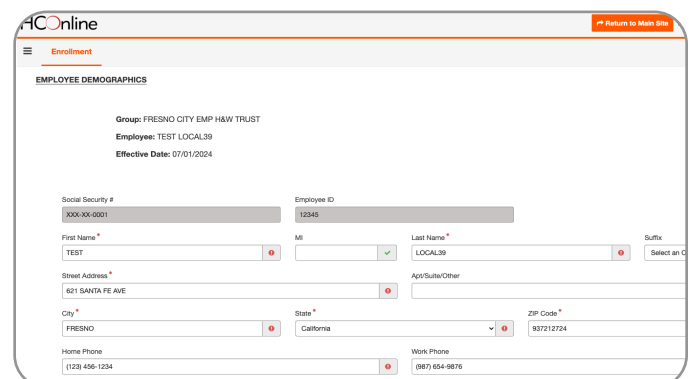 HCOnline
Return to Main Site
Enrollment
EMPLOYEE DEMOGRAPHICS
Group: FRESNO CITY EMP H&W TRUST
Employee: TEST LOCAL39
Effective Date: 07/01/2024
Social Security # Employee ID
XXX-XX-0001 12345
First Name * MI Last Name * Suffix
TEST LOCAL39 Select an O
Street Address * Apt/Suite/Other
621 SANTA FE AVE
City * State * ZIP Code *
FRESNO California 937212724
Home Phone Work Phone
(123) 456-1234 (987) 654-9876